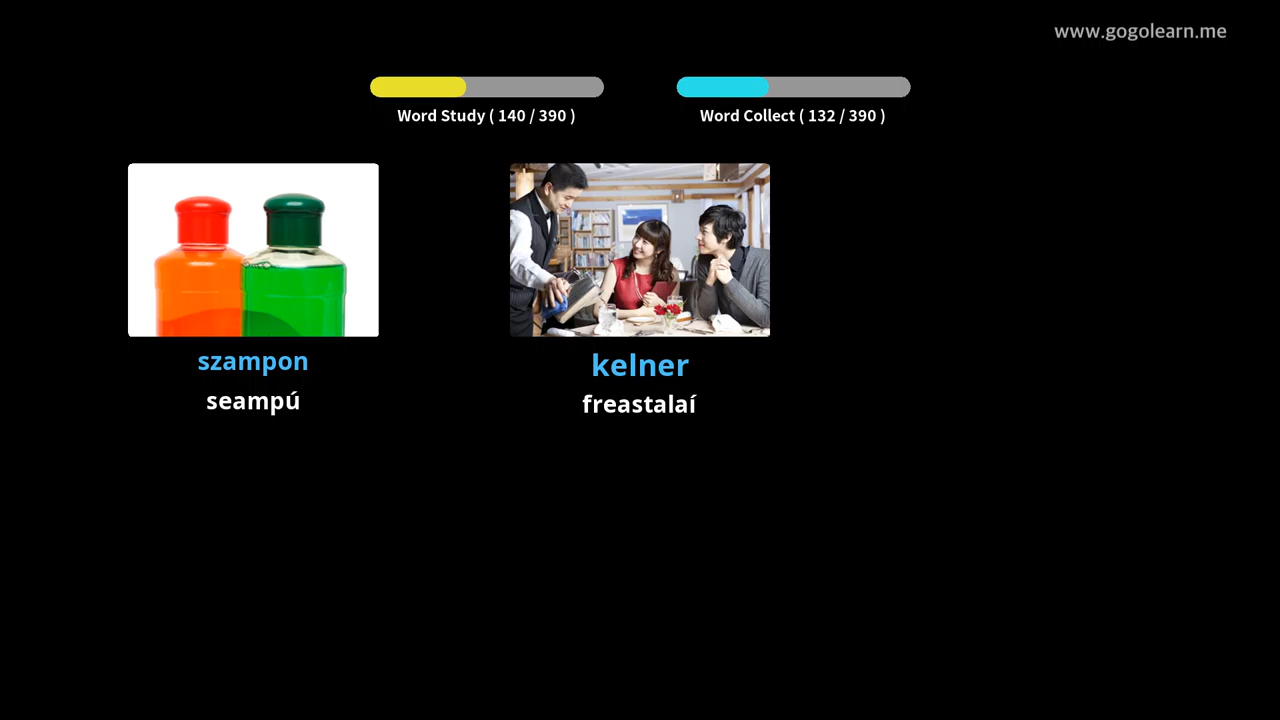 www.gogolearn.me
Word Study ( 140 / 390 )
Word Collect ( 132 / 390 )
szampon
seampú
kelner
freastalaí